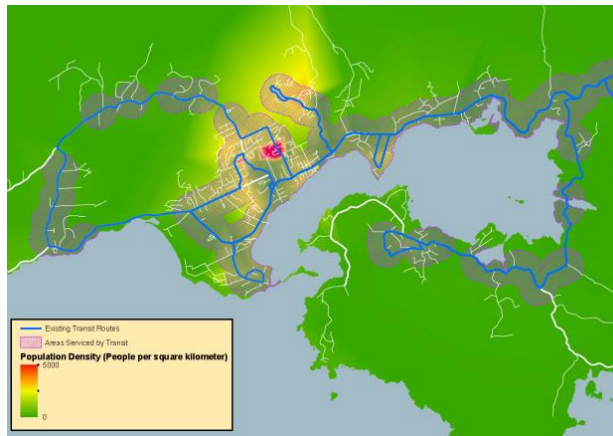 Existing Transit Routes
Areas Serviced by Transit
Population Density (People per square kilometer)
5000
0